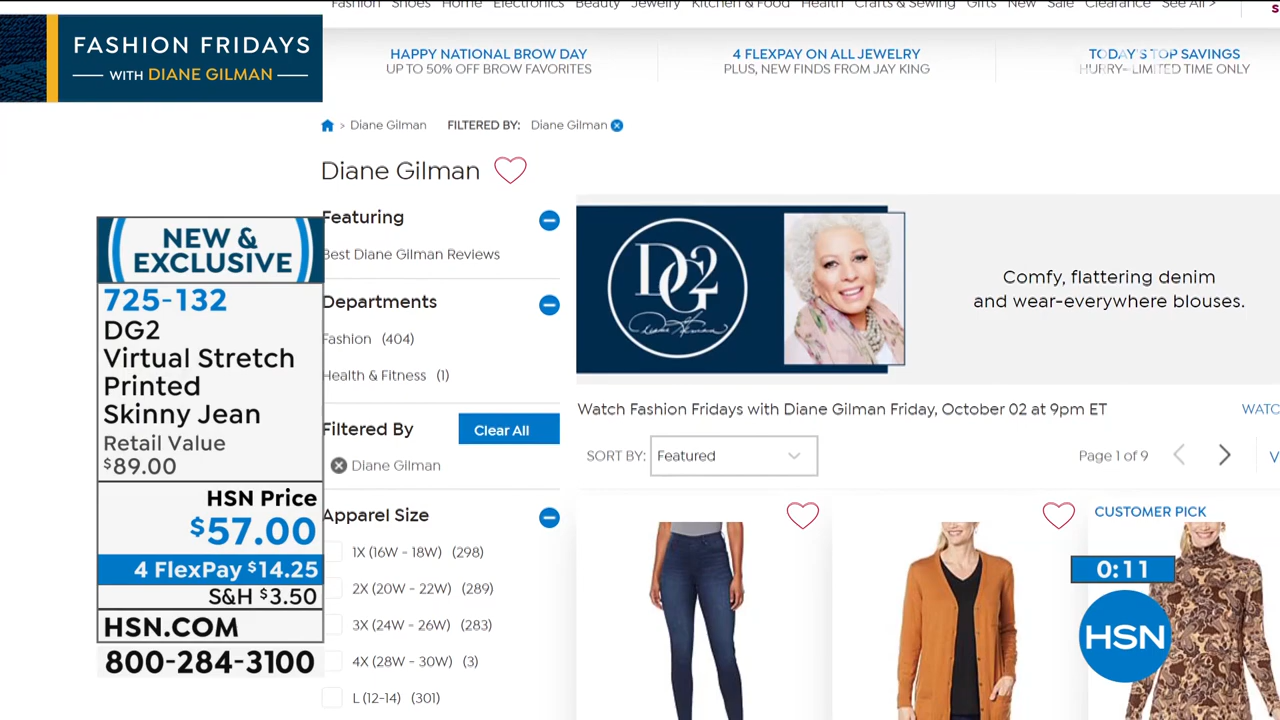 Fashion Shoes Home Electronics Beauty Jewelry Kitchen & Food Health Crafts & Sewing Gifts New Sale Clearance See All >
FASHION FRIDAYS
WITH DIANE GILMAN
HAPPY NATIONAL BROW DAY
UP TO 50% OFF BROW FAVORITES
4 FLEXPAY ON ALL JEWELRY
PLUS, NEW FINDS FROM JAY KING
TODAY'S TOP SAVINGS
HURRY–LIMITED TIME ONLY
> Diane Gilman FILTERED BY: Diane Gilman
Diane Gilman
Featuring
Best Diane Gilman Reviews
Departments
Fashion (404)
Health & Fitness (1)
Filtered By
Clear All
Diane Gilman
Apparel Size
1X (16W - 18W) (298)
2X (20W - 22W) (289)
3X (24W - 26W) (283)
4X (28W - 30W) (3)
L (12-14) (301)
NEW &
EXCLUSIVE
725-132
DG2
Virtual Stretch
Printed
Skinny Jean
Retail Value
$89.00
HSN Price
$57.00
4 FlexPay $14.25
S&H $3.50
HSN.COM
800-284-3100
DG2
Diane Gilman
Comfy, flattering denim
and wear-everywhere blouses.
Watch Fashion Fridays with Diane Gilman Friday, October 02 at 9pm ET
SORT BY: Featured
Page 1 of 9
CUSTOMER PICK
0:11
HSN